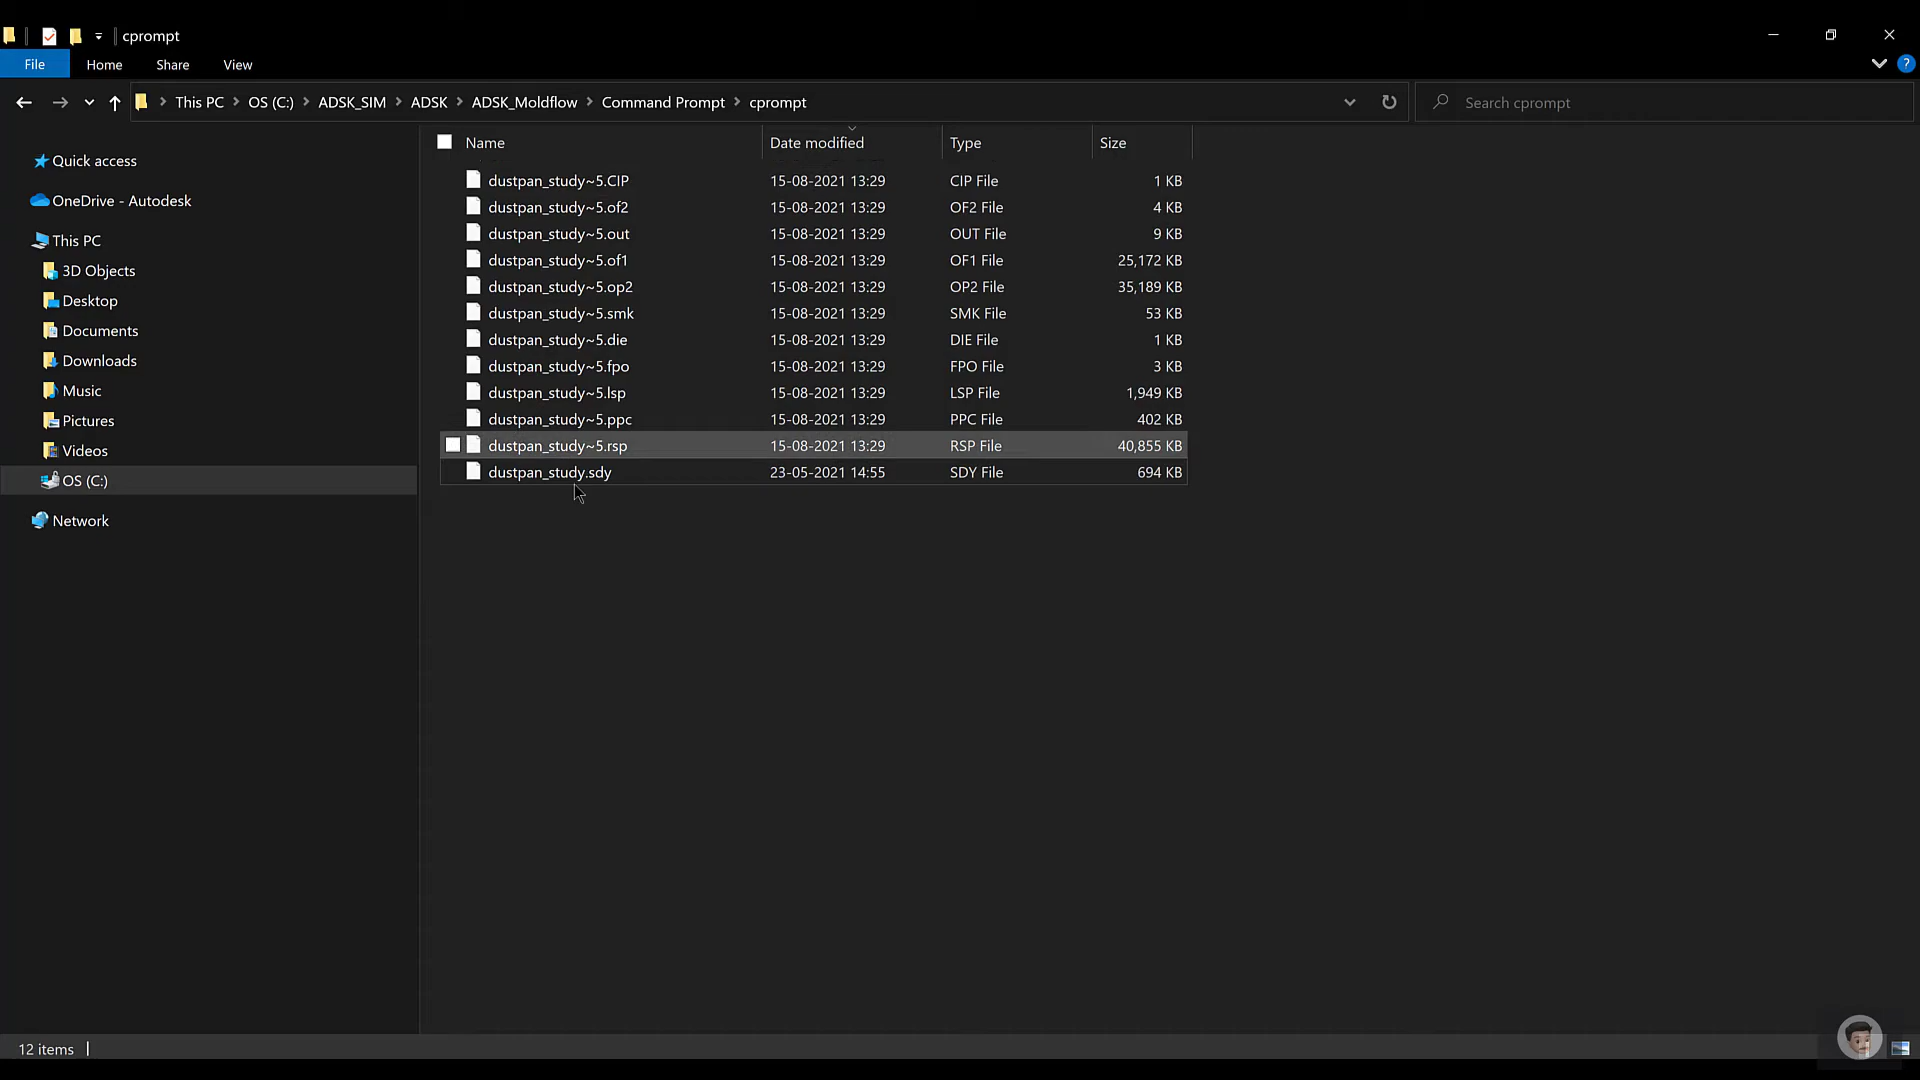 cprompt
File Home Share View
This PC OS (C:) ADSK_SIM ADSK ADSK_Moldflow Command Prompt cprompt Search cprompt
Name Date modified Type Size
Quick access
OneDrive - Autodesk
This PC
3D Objects
Desktop
Documents
Downloads
Music
Pictures
Videos
OS (C:)
Network
dustpan_study~5.CIP 15-08-2021 13:29 CIP File 1 KB
dustpan_study~5.of2 15-08-2021 13:29 OF2 File 4 KB
dustpan_study~5.out 15-08-2021 13:29 OUT File 9 KB
dustpan_study~5.of1 15-08-2021 13:29 OF1 File 25,172 KB
dustpan_study~5.op2 15-08-2021 13:29 OP2 File 35,189 KB
dustpan_study~5.smk 15-08-2021 13:29 SMK File 53 KB
dustpan_study~5.die 15-08-2021 13:29 DIE File 1 KB
dustpan_study~5.fpo 15-08-2021 13:29 FPO File 3 KB
dustpan_study~5.lsp 15-08-2021 13:29 LSP File 1,949 KB
dustpan_study~5.ppc 15-08-2021 13:29 PPC File 402 KB
dustpan_study~5.rsp 15-08-2021 13:29 RSP File 40,855 KB
dustpan_study.sdy 23-05-2021 14:55 SDY File 694 KB
12 items